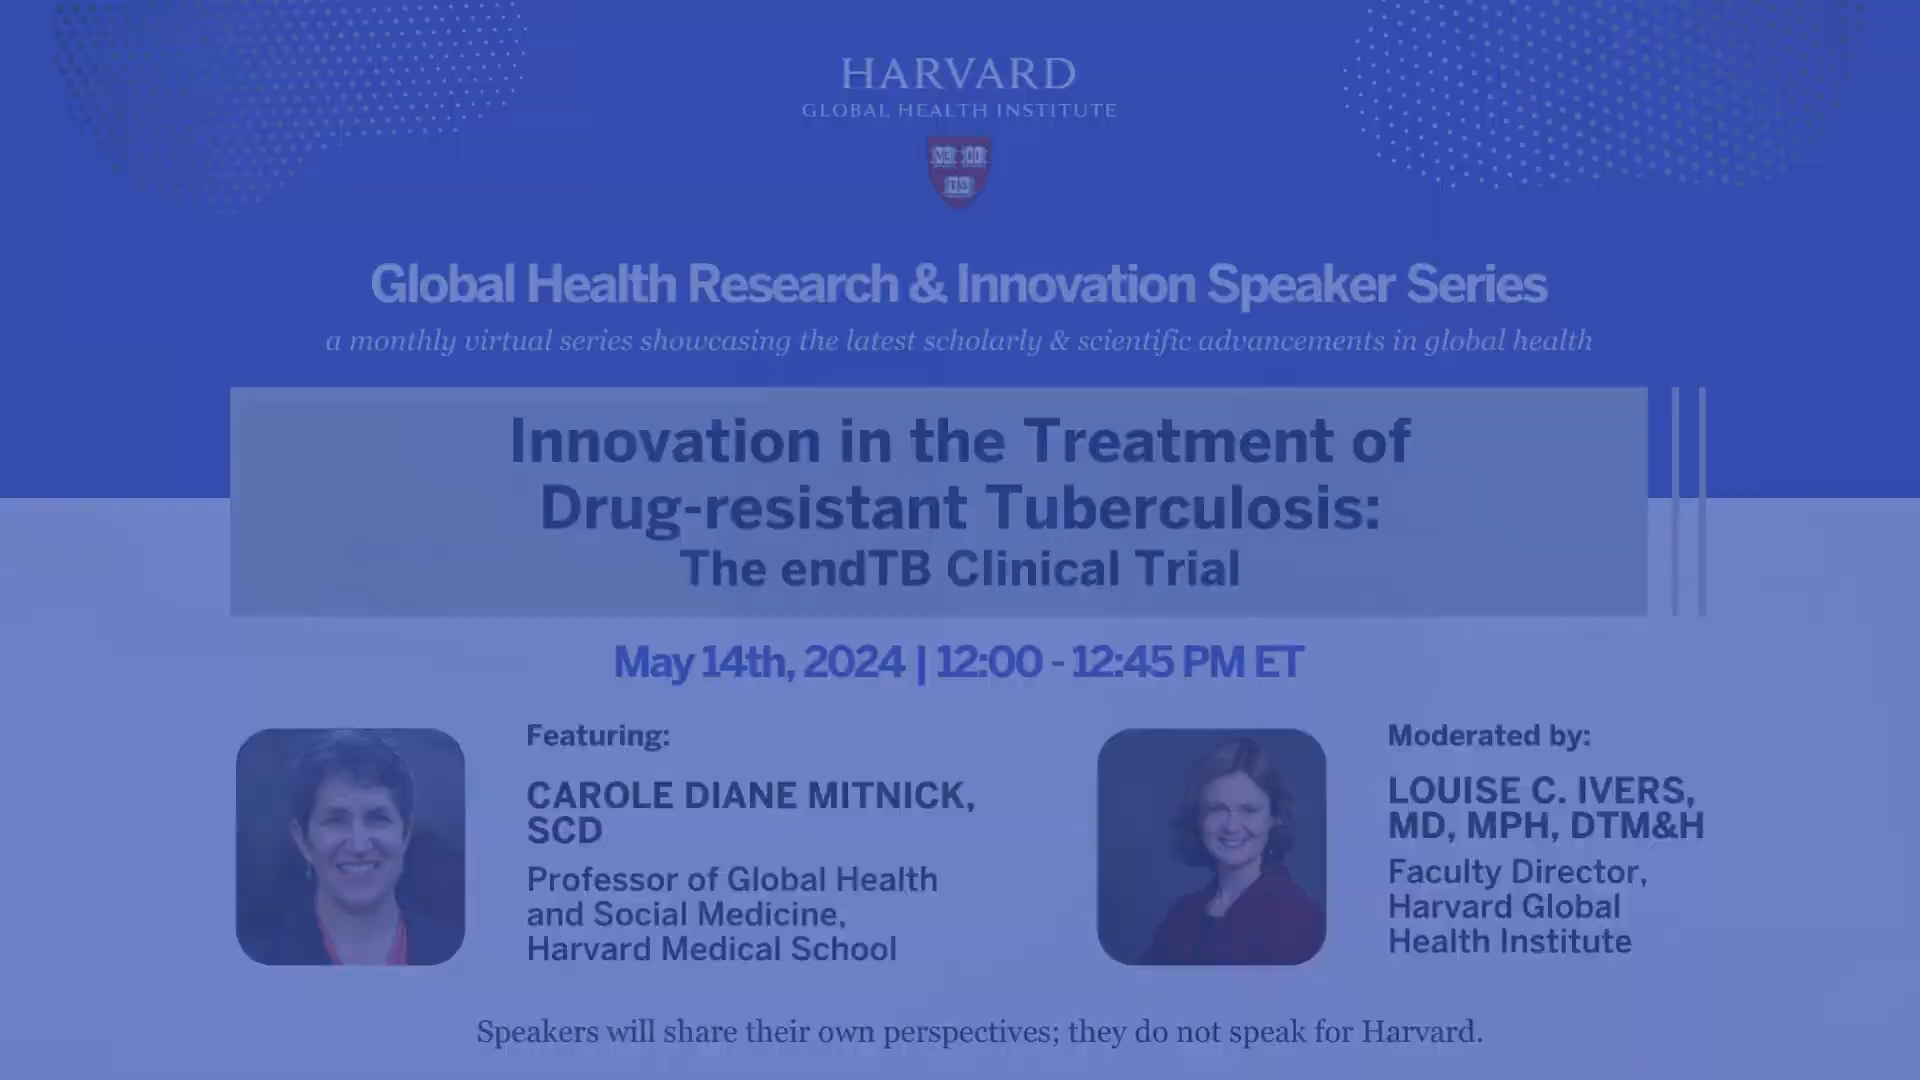 HARVARD
GLOBAL HEALTH INSTITUTE
VE RI
TAS
Global Health Research & Innovation Speaker Series
a monthly virtual series showcasing the latest scholarly & scientific advancements in global health
Innovation in the Treatment of
Drug-resistant Tuberculosis:
The endTB Clinical Trial
May 14th, 2024 | 12:00 - 12:45 PM ET
Featuring:
CAROLE DIANE MITNICK,
SCD
Professor of Global Health
and Social Medicine,
Harvard Medical School
Moderated by:
LOUISE C. IVERS,
MD, MPH, DTM&H
Faculty Director,
Harvard Global
Health Institute
Speakers will share their own perspectives; they do not speak for Harvard.